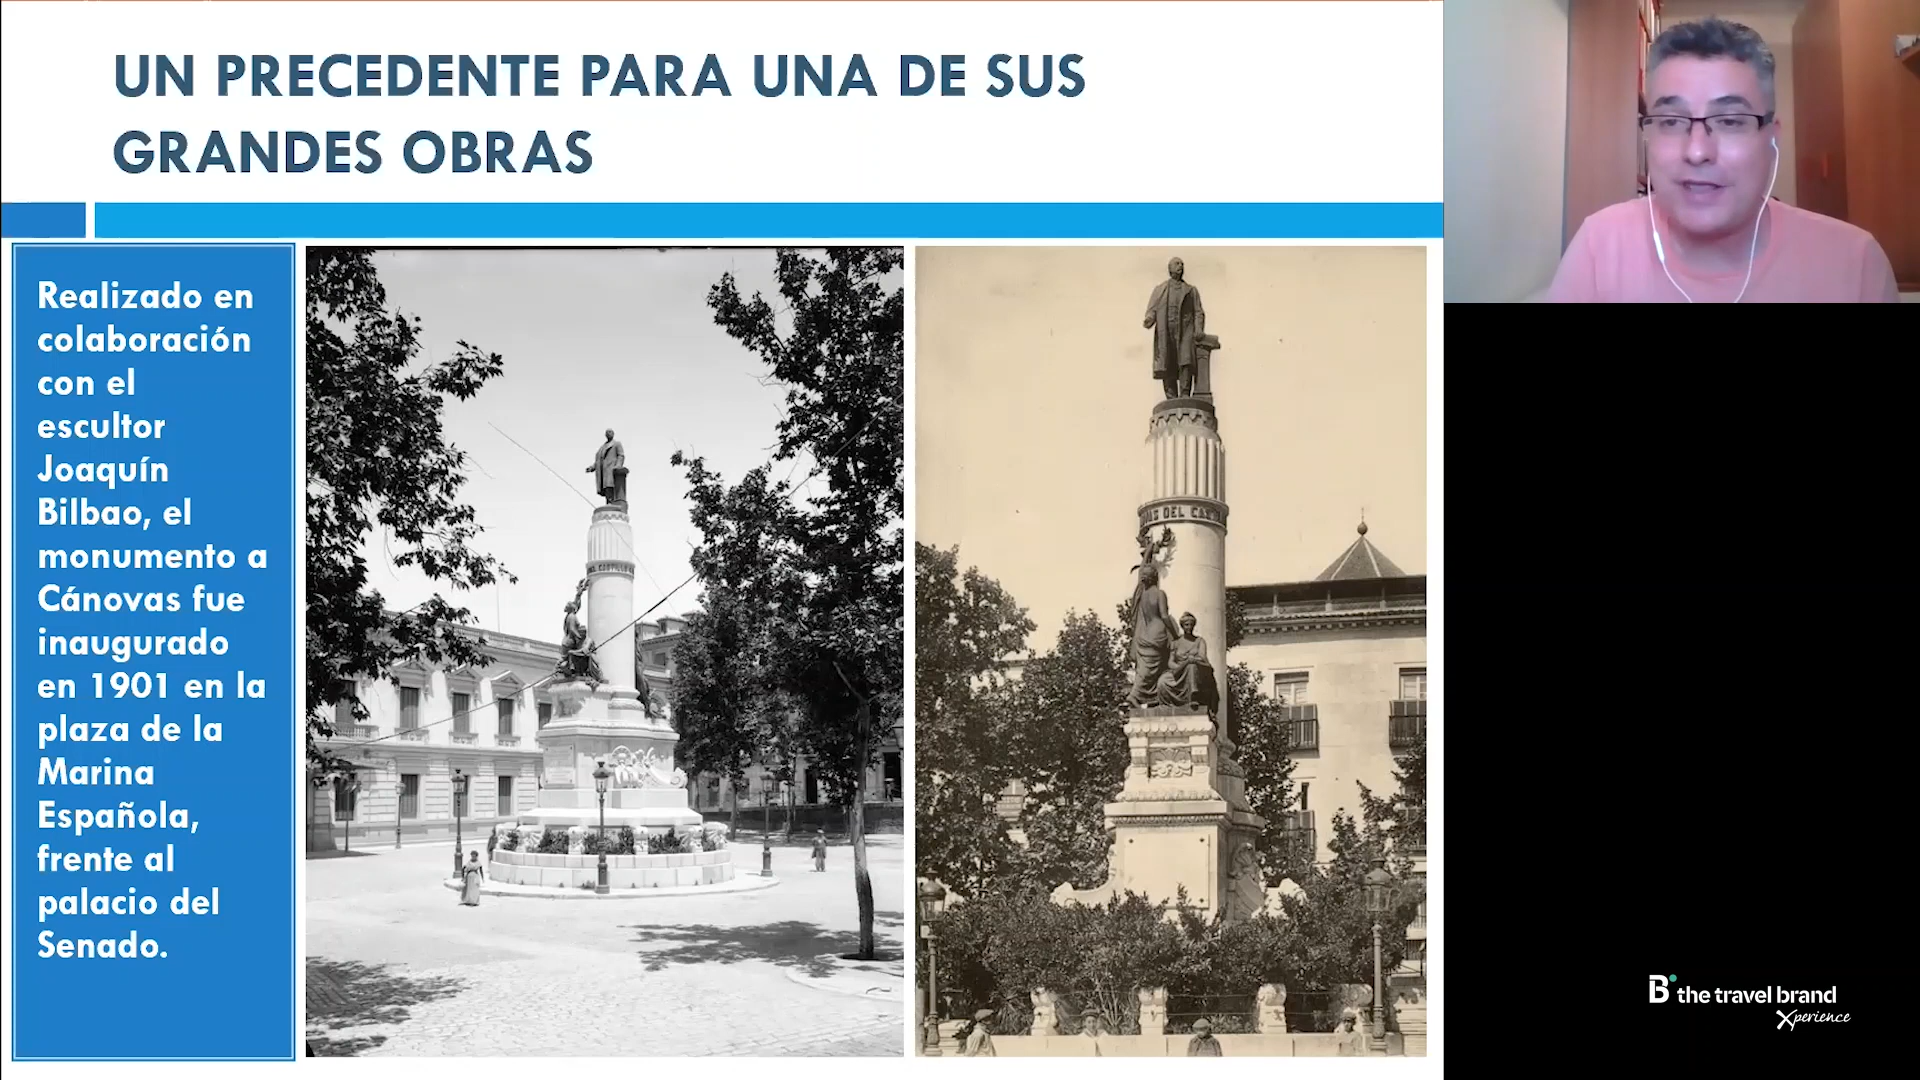 UN PRECEDENTE PARA UNA DE SUS
GRANDES OBRAS
Realizado en
colaboración
con el
escultor
Joaquín
Bilbao, el
monumento a
Cánovas fue
inaugurado
en 1901 en la
plaza de la
Marina
Española,
frente al
palacio del
Senado.
DEL
B the travel brand
Xperience